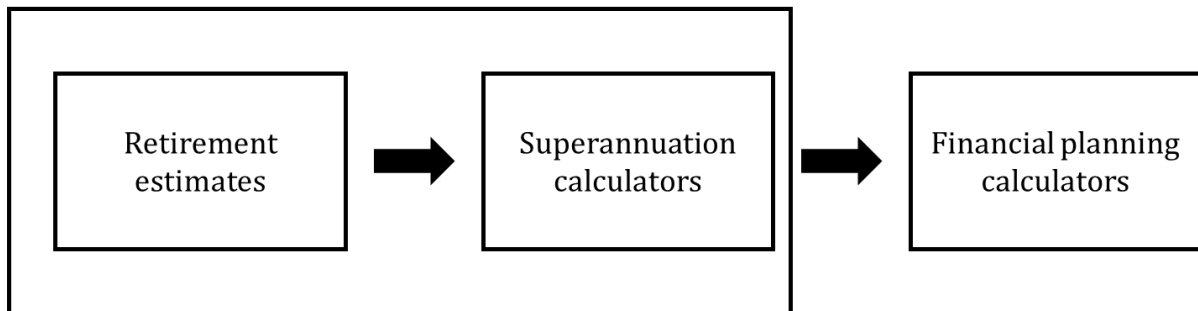 Retirement
estimates
Superannuation
calculators
Financial planning
calculators